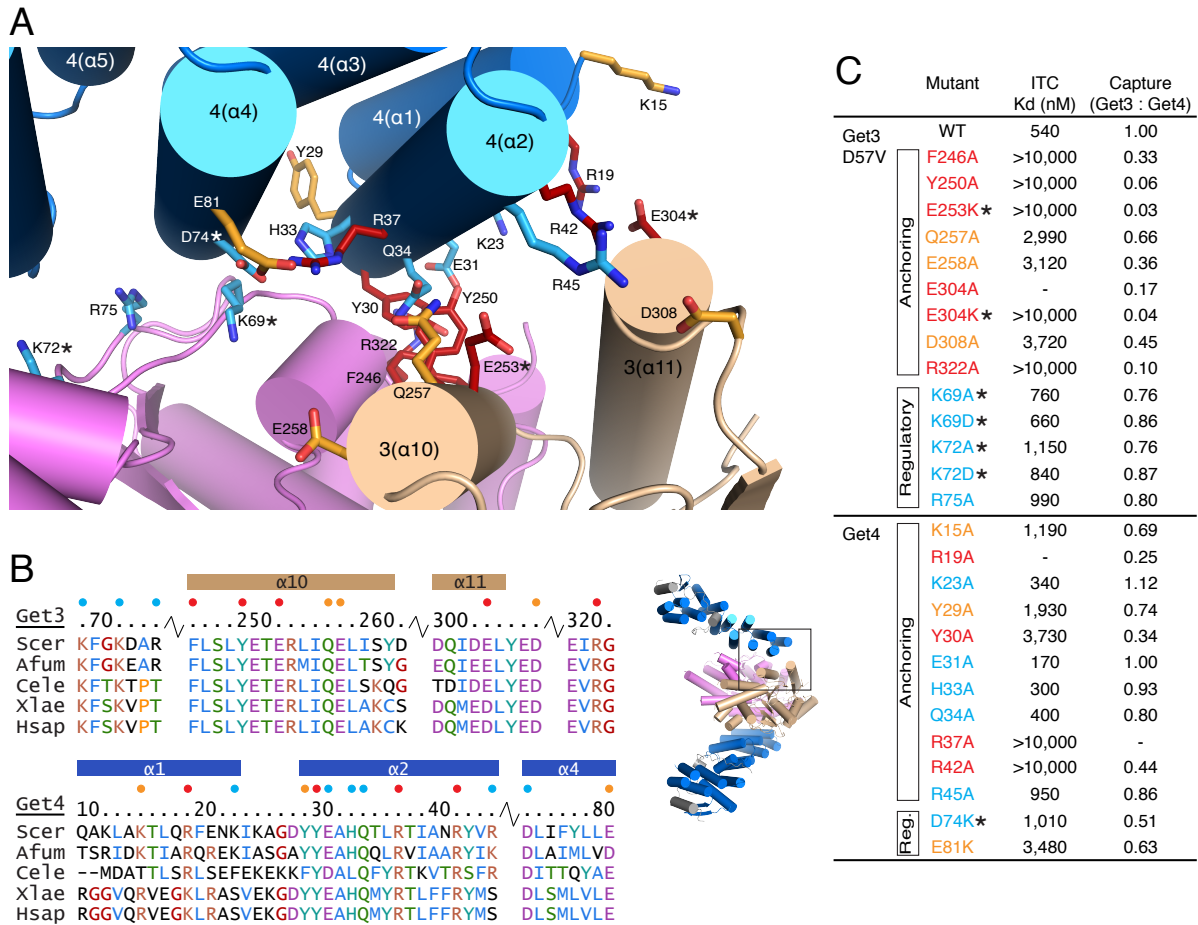 A
4(α5)
4(α3)
4(α4)
4(α1)
4(α2)
K15
Y29
R19
E81
R37
E304*
H33
D74*
K23
R42
Q34
E31
R45
Y250
R75
K69*
Y30
D308
K72*
R322
F246
E253*
3(α11)
Q257
E258
3(α10)
B
α10 α11
Get3 .70.... ....250.......260.. 300...... 320.
Scer KFGKDAR FLSLYETERLIQELISYD DQIDELYED EIRG
Afum KFGKEAR FLSLYETERMIQELTSYG EQIEELYED EVRG
Cele KFTKTPT FLSLYETERLIQELSKQG TDIDELYED EVRG
Xlae KFSKVPT FLSLYETERLIQELAKCS DQMEDLYED EVRG
Hsap KFSKVPT FLSLYETERLIQELAKCK DQMEDLYED EVRG
α1 α2 α4
Get4 10........20........30........40..... ......80
Scer QAKLAKTLQRFENKIKAGDYYEAHQTLRTIANRYVR DLIFYLLE
Afum TSRIDKTIARQREKIASGAYYEAHQQLRVIAARYIK DLAIMLVD
Cele --MDATTLSRLSEFEKEKKFYDALQFYRTKVTRSFR DITTQYAE
Xlae RGGVQRVEGKLRASVEKGDYYEAHQMYRTLFFRYMS DLSMLVLE
Hsap RGGVQRVEGKLRASVEKGDYYEAHQMYRTLFFRYMS DLSMLVLE
C
Mutant ITC Kd (nM) Capture (Get3 : Get4)
Get3 D57V WT 540 1.00
Anchoring
F246A >10,000 0.33
Y250A >10,000 0.06
E253K* >10,000 0.03
Q257A 2,990 0.66
E258A 3,120 0.36
E304A - 0.17
E304K* >10,000 0.04
D308A 3,720 0.45
R322A >10,000 0.10
Regulatory
K69A* 760 0.76
K69D* 660 0.86
K72A* 1,150 0.76
K72D* 840 0.87
R75A 990 0.80
Get4
Anchoring
K15A 1,190 0.69
R19A - 0.25
K23A 340 1.12
Y29A 1,930 0.74
Y30A 3,730 0.34
E31A 170 1.00
H33A 300 0.93
Q34A 400 0.80
R37A >10,000 -
R42A >10,000 0.44
R45A 950 0.86
Reg.
D74K* 1,010 0.51
E81K 3,480 0.63